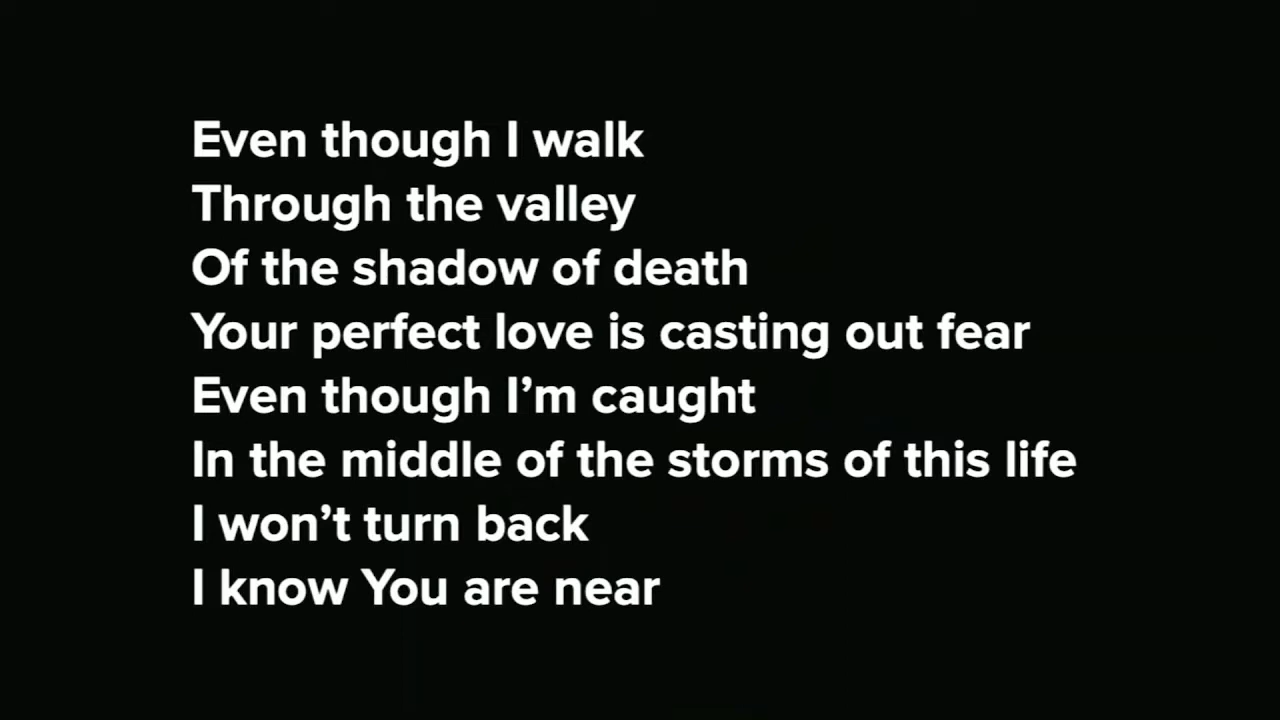 Even though I walk
Through the valley
Of the shadow of death
Your perfect love is casting out fear
Even though I’m caught
In the middle of the storms of this life
I won’t turn back
I know You are near